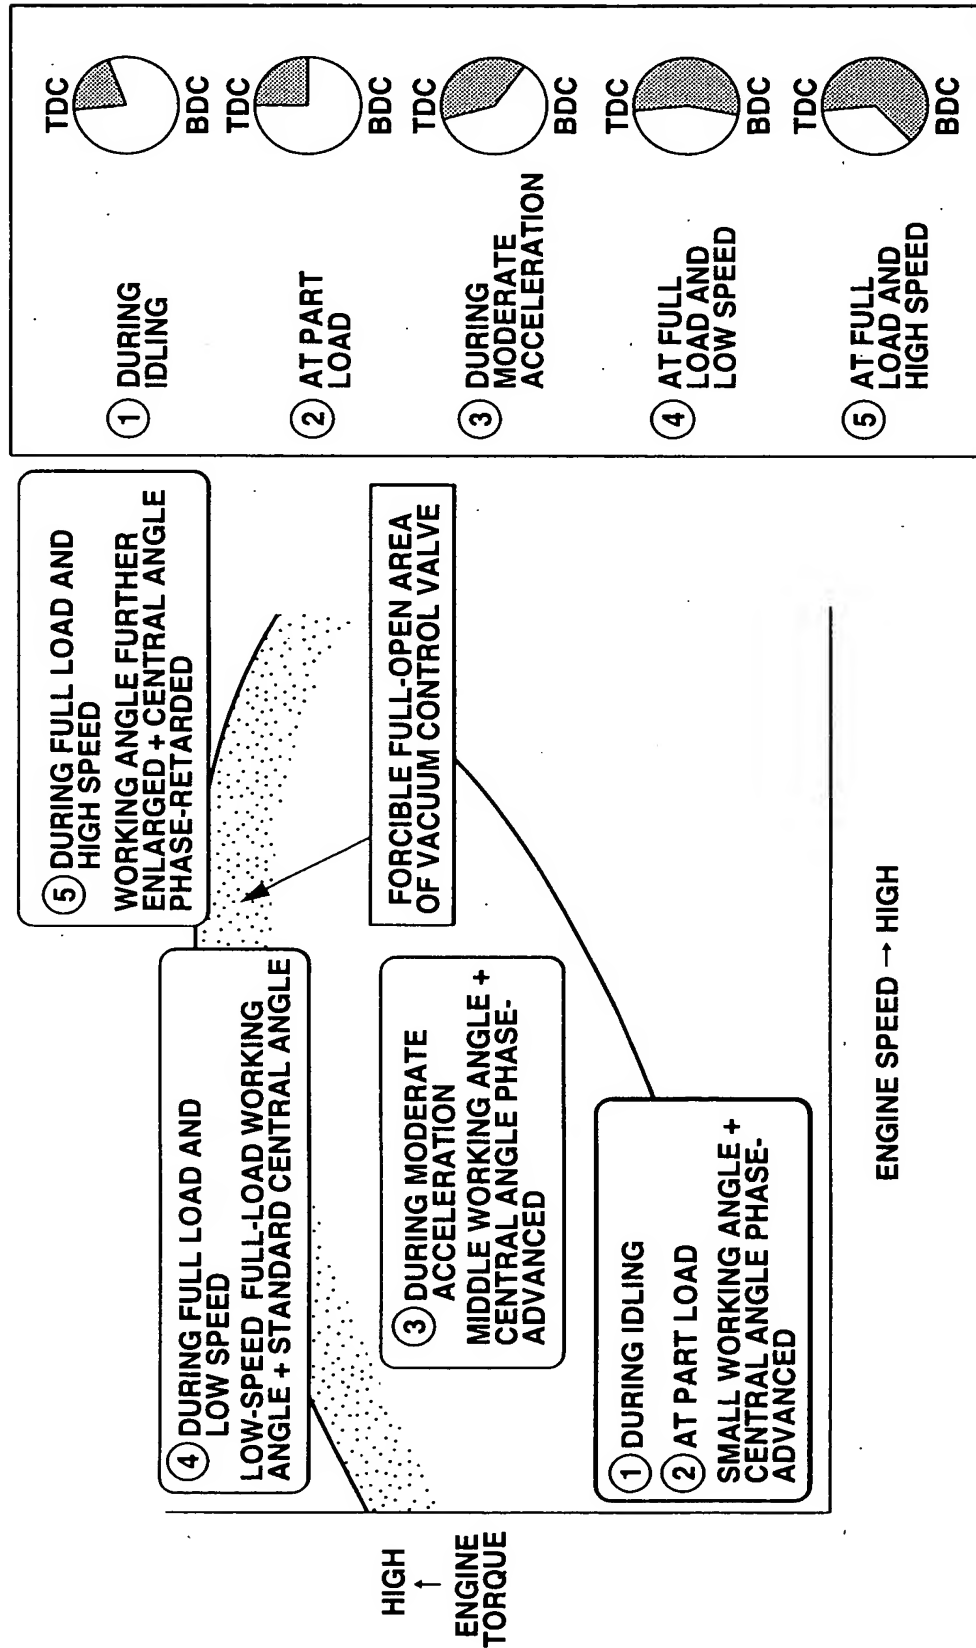 HIGH
↑
ENGINE
TORQUE
④ DURING FULL LOAD AND
LOW SPEED
LOW-SPEED FULL-LOAD WORKING
ANGLE + STANDARD CENTRAL ANGLE
⑤ DURING FULL LOAD AND
HIGH SPEED
WORKING ANGLE FURTHER
ENLARGED + CENTRAL ANGLE
PHASE-RETARDED
③ DURING MODERATE
ACCELERATION
MIDDLE WORKING ANGLE +
CENTRAL ANGLE PHASE-
ADVANCED
FORCIBLE FULL-OPEN AREA
OF VACUUM CONTROL VALVE
① DURING IDLING
② AT PART LOAD
SMALL WORKING ANGLE +
CENTRAL ANGLE PHASE-
ADVANCED
ENGINE SPEED → HIGH
① DURING
IDLING
TDC
BDC
② AT PART
LOAD
TDC
BDC
③ DURING
MODERATE
ACCELERATION
TDC
BDC
④ AT FULL
LOAD AND
LOW SPEED
TDC
BDC
⑤ AT FULL
LOAD AND
HIGH SPEED
TDC
BDC